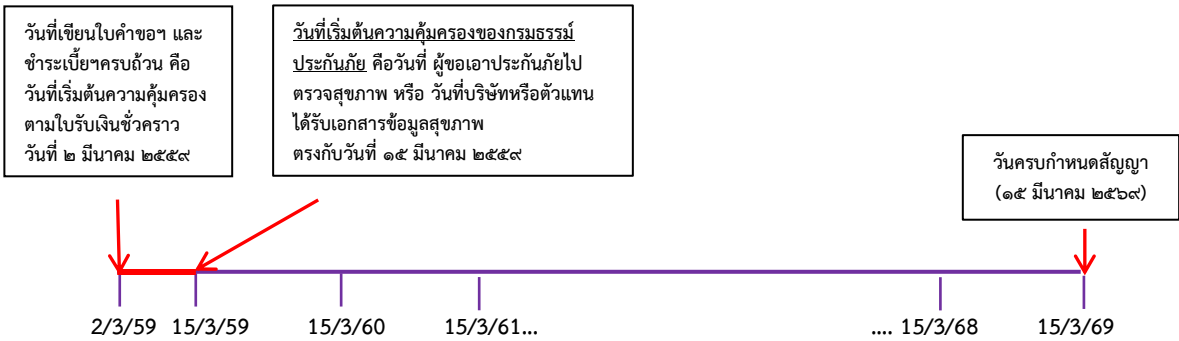 วันที่เขียนใบคำขอฯ และ
ชำระเบี้ยฯครบถ้วน คือ
วันที่เริ่มต้นความคุ้มครอง
ตามใบรับเงินชั่วคราว
วันที่ ๒ มีนาคม ๒๕๕๙
วันที่เริ่มต้นความคุ้มครองของกรมธรรม์
ประกันภัย คือวันที่ ผู้ขอเอาประกันภัยไป
ตรวจสุขภาพ หรือ วันที่บริษัทหรือตัวแทน
ได้รับเอกสารข้อมูลสุขภาพ
ตรงกับวันที่ ๑๕ มีนาคม ๒๕๕๙
วันครบกำหนดสัญญา
(๑๕ มีนาคม ๒๕๖๙)
2/3/59 15/3/59 15/3/60 15/3/61... .... 15/3/68 15/3/69